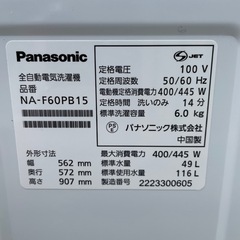 Panasonic
全自動電気洗濯機
品番
NA-F60PB15
JET
定格電圧 100 V
定格周波数 50/60 Hz
電動機定格消費電力 400/445 W
定格時間 洗いのみ 14 分
標準洗濯容量 6.0 kg
PS E パナソニック株式会社
中国製
外形寸法
幅 562 mm
奥行 572 mm
高さ 907 mm
最大消費電力 400/445 W
標準水量 49 L
標準使用水量 116 L
製造番号 2223300605